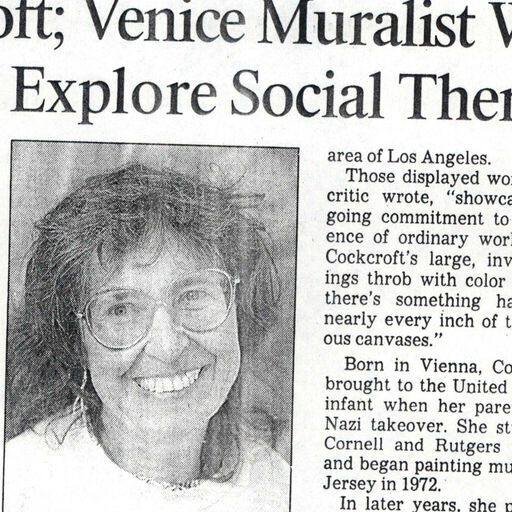 oft; Venice Muralist W
Explore Social Ther
area of Los Angeles.
Those displayed wor
critic wrote, "showca
going commitment to
ence of ordinary worl
Cockcroft's large, inv
ings throb with color
there's something ha
nearly every inch of t
ous canvases."
Born in Vienna, Co
brought to the United
infant when her pare
Nazi takeover. She st
Cornell and Rutgers
and began painting mu
Jersey in 1972.
In later years, she p